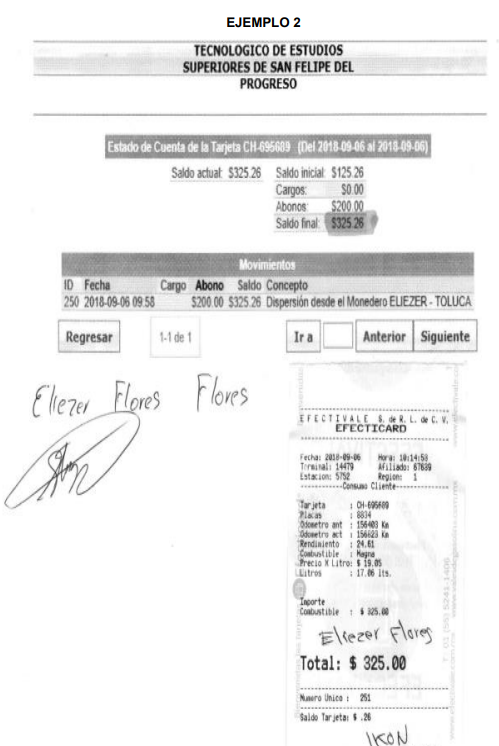 EJEMPLO 2
TECNOLOGICO DE ESTUDIOS
SUPERIORES DE SAN FELIPE DEL
PROGRESO
Estado de Cuenta de la Tarjeta CH-695689 (Del 2018-09-06 al 2018-09-06)
Saldo actual: $325.26 Saldo inicial: $125.26
Cargos: $0.00
Abonos: $200.00
Saldo final: $325.26
Movimientos
ID Fecha Cargo Abono Saldo Concepto
250 2018-09-06 09:58 $200.00 $325.26 Dispersión desde el Monedero ELIEZER - TOLUCA
Regresar 1-1 de 1 Ir a Anterior Siguiente
Eliezer Flores Flores
EFECTIVALE S. de R. L. de C. V.
EFECTICARD
Fecha: 2018-09-06 Hora: 10:14:53
Terminal: 14479 Afiliado: 67639
Estacion: 5752 Region: 1
Consumo Cliente
Tarjeta : CH-695689
Placas : 8834
Odometro ant : 156403 Km
Odometro act : 156823 Km
Rendimiento : 24.61
Combustible : Magna
Precio X Litro: $ 19.05
Litros : 17.06 lts.
Importe
Combustible : $ 325.00
Eliezer Flores
Total: $ 325.00
Numero Unico : 251
Saldo Tarjeta: $ .26
IKON